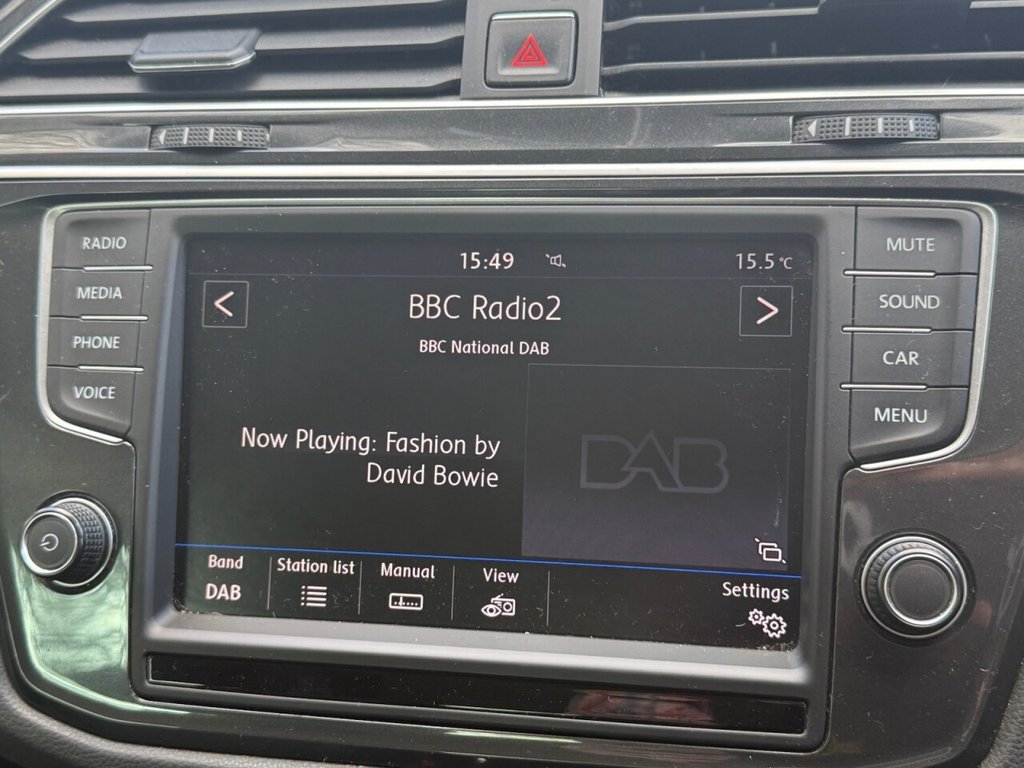 RADIO
MEDIA
PHONE
VOICE
15:49
15.5°C
< BBC Radio2 >
BBC National DAB
Now Playing: Fashion by
David Bowie
DAB
Band
DAB
Station list
Manual
View
Settings
MUTE
SOUND
CAR
MENU